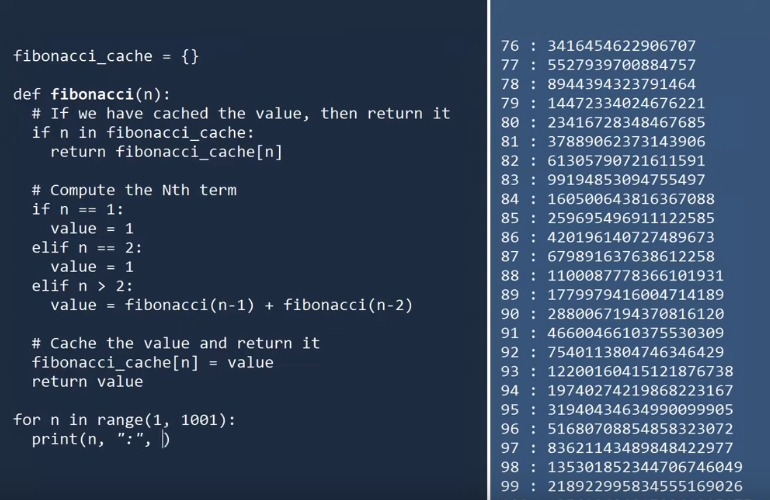 fibonacci_cache = {}
def fibonacci(n):
# If we have cached the value, then return it
if n in fibonacci_cache:
return fibonacci_cache[n]
# Compute the Nth term
if n == 1:
value = 1
elif n == 2:
value = 1
elif n > 2:
value = fibonacci(n-1) + fibonacci(n-2)
# Cache the value and return it
fibonacci_cache[n] = value
return value
for n in range(1, 1001):
print(n, ":", )
76 : 3416454622906707
77 : 5527939700884757
78 : 8944394323791464
79 : 14472334024676221
80 : 23416728348467685
81 : 37889062373143906
82 : 61305790721611591
83 : 99194853094755497
84 : 160500643816367088
85 : 259695496911122585
86 : 420196140727489673
87 : 679891637638612258
88 : 1100087778366101931
89 : 1779979416004714189
90 : 2880067194370816120
91 : 4660046610375530309
92 : 7540113804746346429
93 : 12200160415121876738
94 : 19740274219868223167
95 : 31940434634990099905
96 : 51680708854858323072
97 : 83621143489848422977
98 : 135301852344706746049
99 : 218922995834555169026